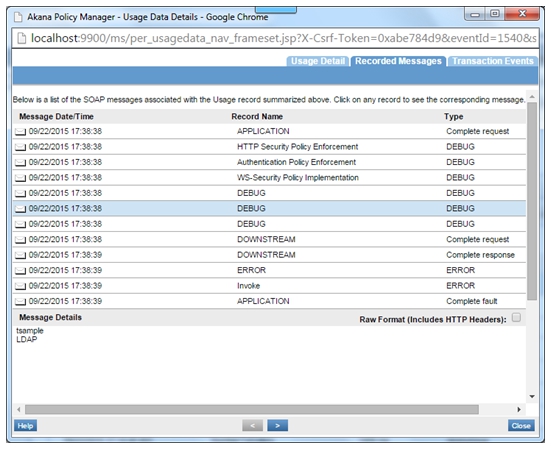 Akana Policy Manager - Usage Data Details - Google Chrome
localhost:9900/ms/per_usagedata_nav_frameset.jsp?X-Csrf-Token=0xabe784d9&eventId=1540&s
Usage Detail Recorded Messages Transaction Events
Below is a list of the SOAP messages associated with the Usage record summarized above. Click on any record to see the corresponding message.
Message Date/Time Record Name Type
09/22/2015 17:38:38 APPLICATION Complete request
09/22/2015 17:38:38 HTTP Security Policy Enforcement DEBUG
09/22/2015 17:38:38 Authentication Policy Enforcement DEBUG
09/22/2015 17:38:38 WS-Security Policy Implementation DEBUG
09/22/2015 17:38:38 DEBUG DEBUG
09/22/2015 17:38:38 DEBUG DEBUG
09/22/2015 17:38:38 DEBUG DEBUG
09/22/2015 17:38:38 DOWNSTREAM Complete request
09/22/2015 17:38:39 DOWNSTREAM Complete response
09/22/2015 17:38:39 ERROR ERROR
09/22/2015 17:38:39 Invoke ERROR
09/22/2015 17:38:39 APPLICATION Complete fault
Message Details Raw Format (Includes HTTP Headers):
tsample
LDAP
Help < > Close